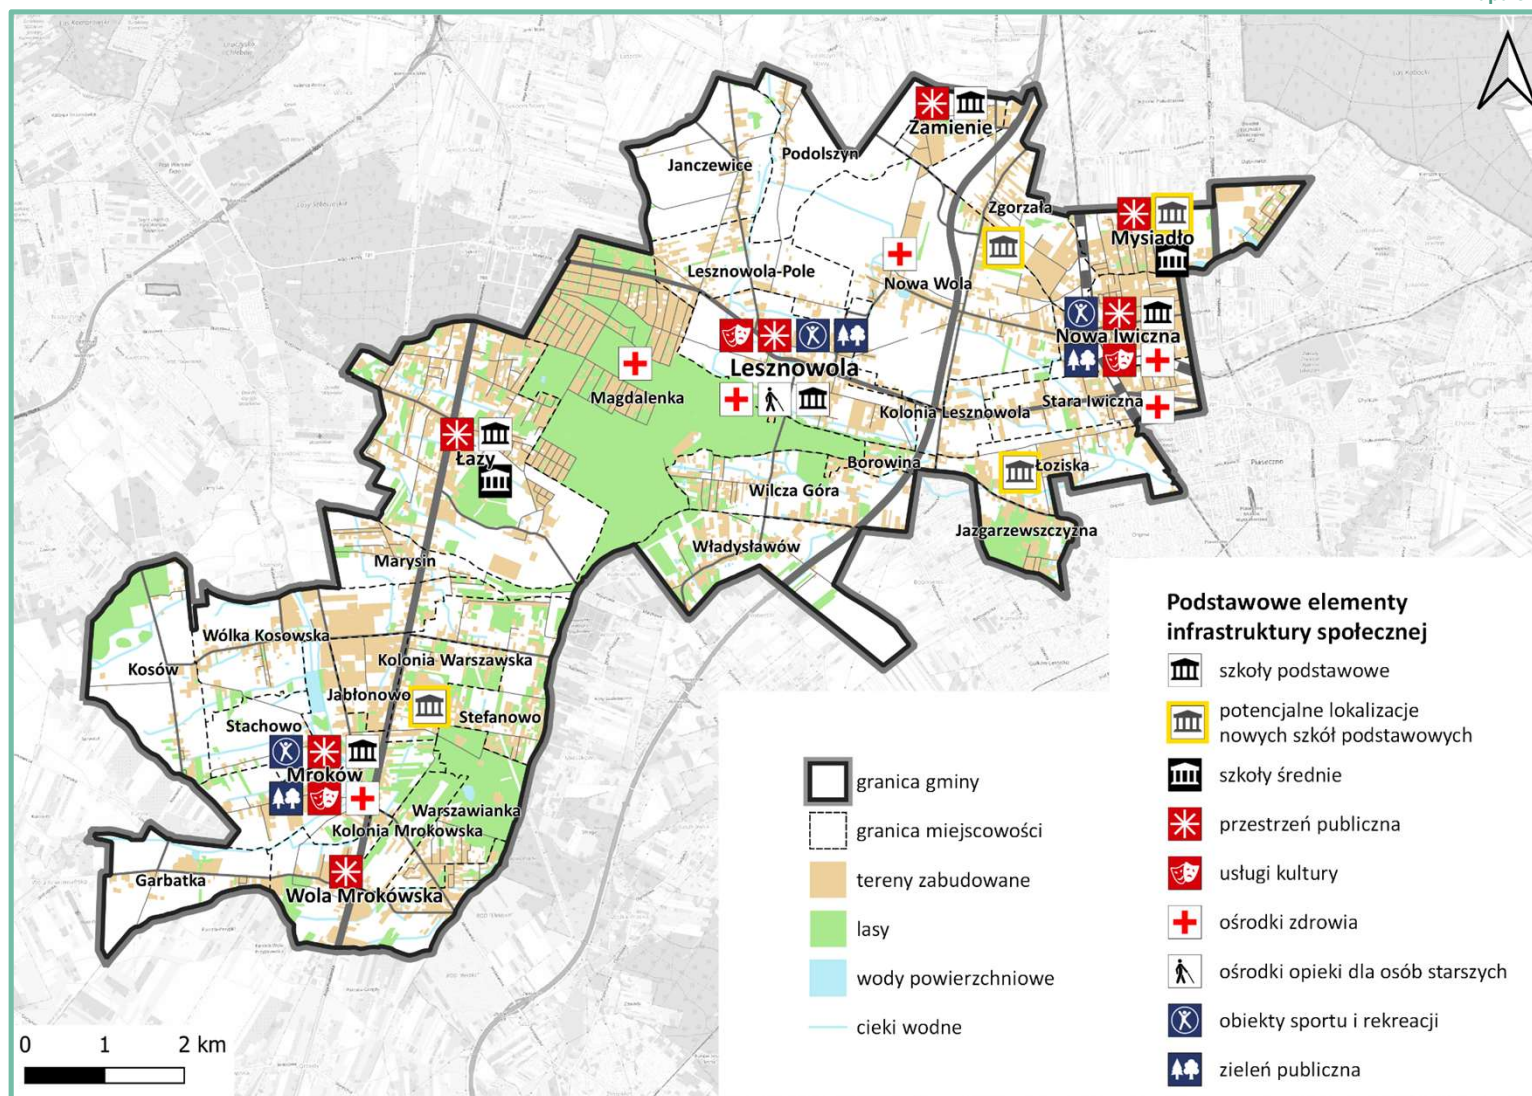 N
Zamienie
Podolszyn
Janczewice
Zgorzała
Mysiadło
Lesznowola-Pole
Nowa Wola
Nowa Iwiczna
Lesznowola
Magdalenka
Stara Iwiczna
Kolonia Lesznowola
Łazy
Borowina
Łoziska
Wilcza Góra
Jazgarzewszczyzna
Władysławów
Marysin
Wólka Kosowska
Kolonia Warszawska
Kosów
Jabłonowo
Stefanowo
Stachowo
Mroków
Warszawianka
Kolonia Mrokowska
Garbatka
Wola Mrokowska
Piaseczno
0 1 2 km
granica gminy
granica miejscowości
tereny zabudowane
lasy
wody powierzchniowe
cieki wodne
Podstawowe elementy
infrastruktury społecznej
szkoły podstawowe
potencjalne lokalizacje
nowych szkół podstawowych
szkoły średnie
przestrzeń publiczna
usługi kultury
ośrodki zdrowia
ośrodki opieki dla osób starszych
obiekty sportu i rekreacji
zieleń publiczna